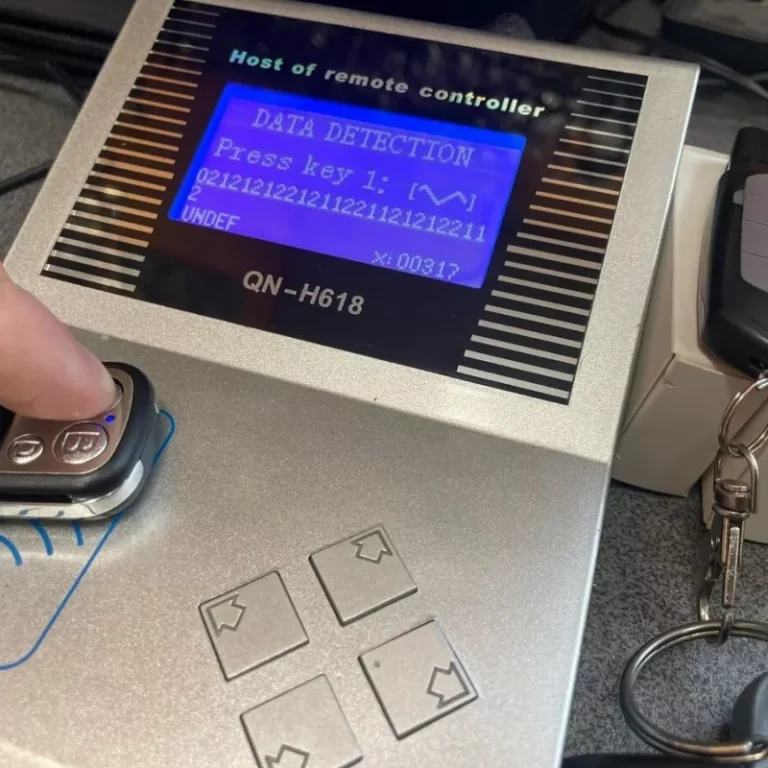 Host of remote controller
DATA DETECTION
Press key 1: [\/\/]
0212121221211221121212211
2
UNDEF
x:00317
QN-H618
B